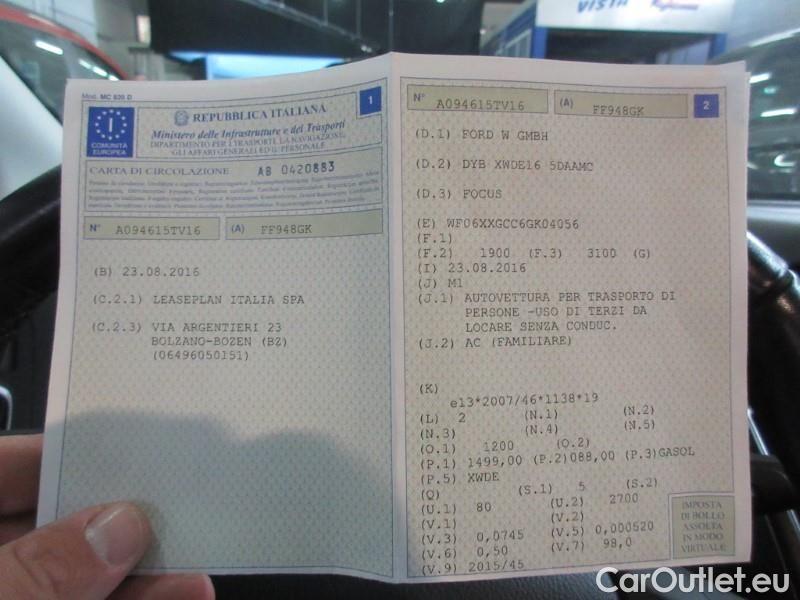 VISTA
Mod. MC 820 D
1
I
COMUNITÀ
EUROPEA
REPUBBLICA ITALIANA
Ministero delle Infrastrutture e dei Trasporti
DIPARTIMENTO PER I TRASPORTI, LA NAVIGAZIONE,
GLI AFFARI GENERALI ED IL PERSONALE
CARTA DI CIRCOLAZIONE AB 0420883
N° A094615TV16 (A) FF948GK
(B) 23.08.2016
(C.2.1) LEASEPLAN ITALIA SPA
(C.2.3) VIA ARGENTIERI 23
BOLZANO-BOZEN (BZ)
(06496050151)
N° A094615TV16 (A) FF948GK 2
(D.1) FORD W GMBH
(D.2) DYB XWDE16 5DAAMC
(D.3) FOCUS
(E) WF06XXGCC6GK04056
(F.1)
(F.2) 1900 (F.3) 3100 (G)
(I) 23.08.2016
(J) M1
(J.1) AUTOVETTURA PER TRASPORTO DI
PERSONE -USO DI TERZI DA
LOCARE SENZA CONDUC.
(J.2) AC (FAMILIARE)
(K)
e13*2007/46*1138*19
(L) 2 (N.1) (N.2)
(N.3) (N.4) (N.5)
(O.1) 1200 (O.2)
(P.1) 1499,00 (P.2)088,00 (P.3)GASOL
(P.5) XWDE
(Q) (S.1) 5 (S.2)
(U.1) 80 (U.2) 2700
(V.1) (V.2)
(V.3) 0,0745 (V.5) 0,000520
(V.6) 0,50 (V.7) 98,0
(V.9) 2015/45
IMPOSTA
DI BOLLO
ASSOLTA
IN MODO
VIRTUALE
CarOutlet.eu